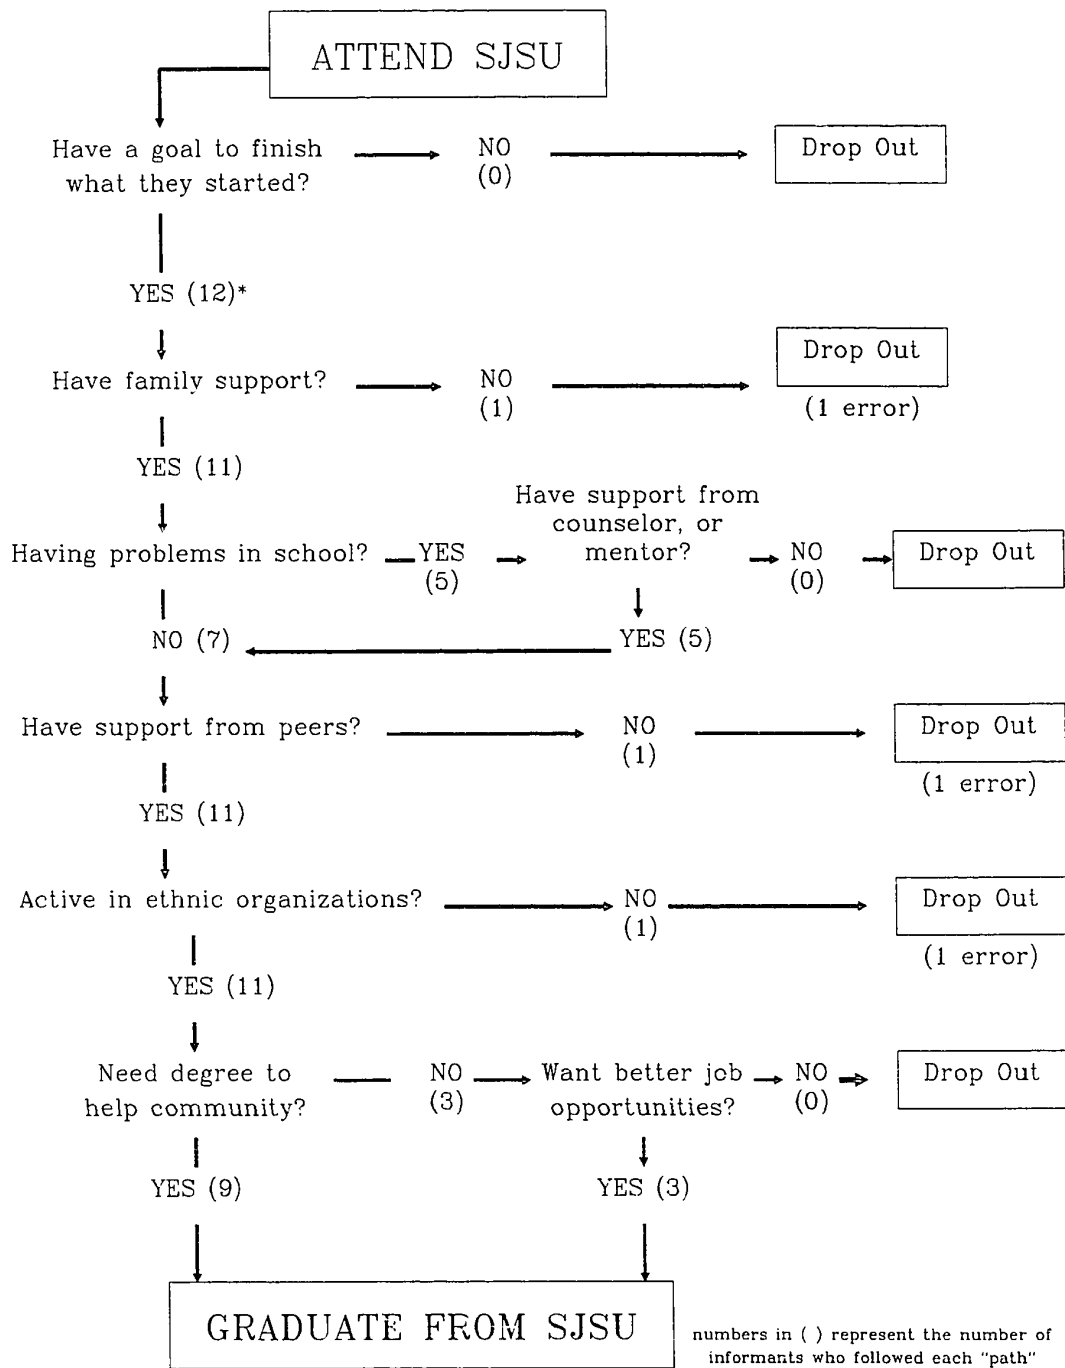 ATTEND SJSU
Have a goal to finish
what they started?
NO
(0)
Drop Out
YES (12)*
Have family support?
NO
(1)
Drop Out
(1 error)
YES (11)
Having problems in school?
YES
(5)
Have support from
counselor, or
mentor?
NO
(0)
Drop Out
NO (7)
YES (5)
Have support from peers?
NO
(1)
Drop Out
(1 error)
YES (11)
Active in ethnic organizations?
NO
(1)
Drop Out
(1 error)
YES (11)
Need degree to
help community?
NO
(3)
Want better job
opportunities?
NO
(0)
Drop Out
YES (9)
YES (3)
GRADUATE FROM SJSU
numbers in ( ) represent the number of
informants who followed each "path"